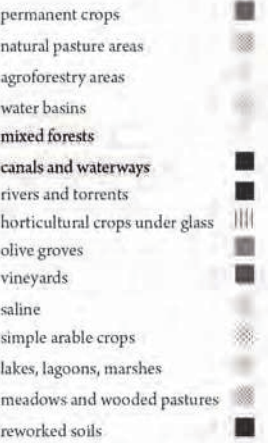 permanent crops
natural pasture areas
agroforestry areas
water basins
mixed forests
canals and waterways
rivers and torrents
horticultural crops under glass
olive groves
vineyards
saline
simple arable crops
lakes, lagoons, marshes
meadows and wooded pastures
reworked soils